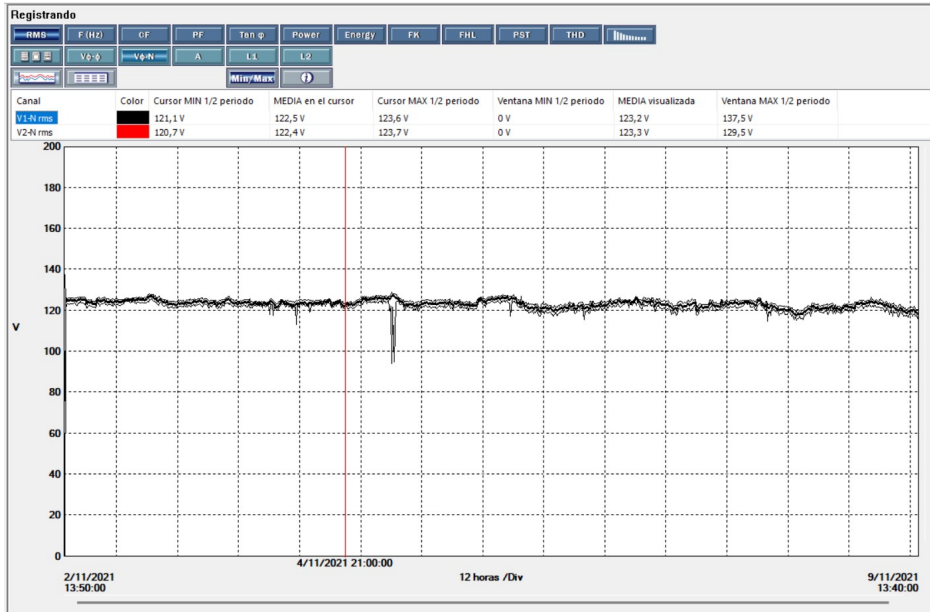 Registrando
RMS F (Hz) CF PF Tan φ Power Energy FK FHL PST THD
Vφ-φ Vφ-N A L1 L2
Min/Max
Canal Color Cursor MIN 1/2 periodo MEDIA en el cursor Cursor MAX 1/2 periodo Ventana MIN 1/2 periodo MEDIA visualizada Ventana MAX 1/2 periodo
V1-N rms 121,1 V 122,5 V 123,6 V 0 V 123,2 V 137,5 V
V2-N rms 120,7 V 122,4 V 123,7 V 0 V 123,3 V 129,5 V
200
180
160
140
120
V
100
80
60
40
20
0
4/11/2021 21:00:00
2/11/2021 12 horas /Div 9/11/2021
13:50:00 13:40:00